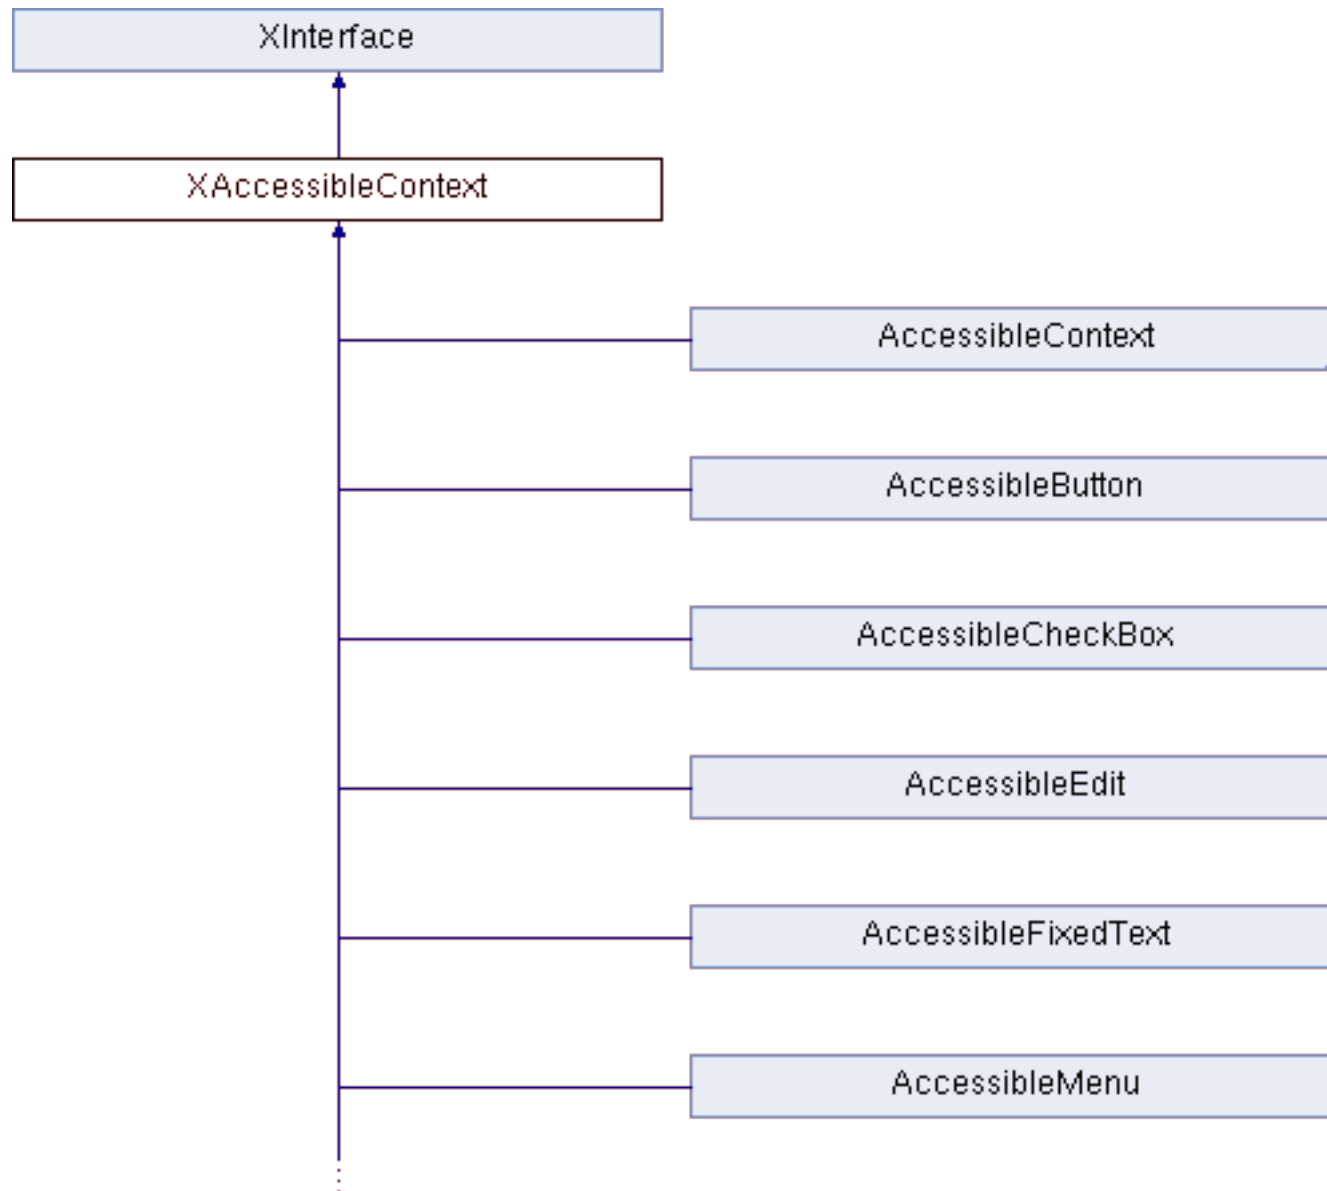 XInterface
XAccessibleContext
AccessibleContext
AccessibleButton
AccessibleCheckBox
AccessibleEdit
AccessibleFixedText
AccessibleMenu